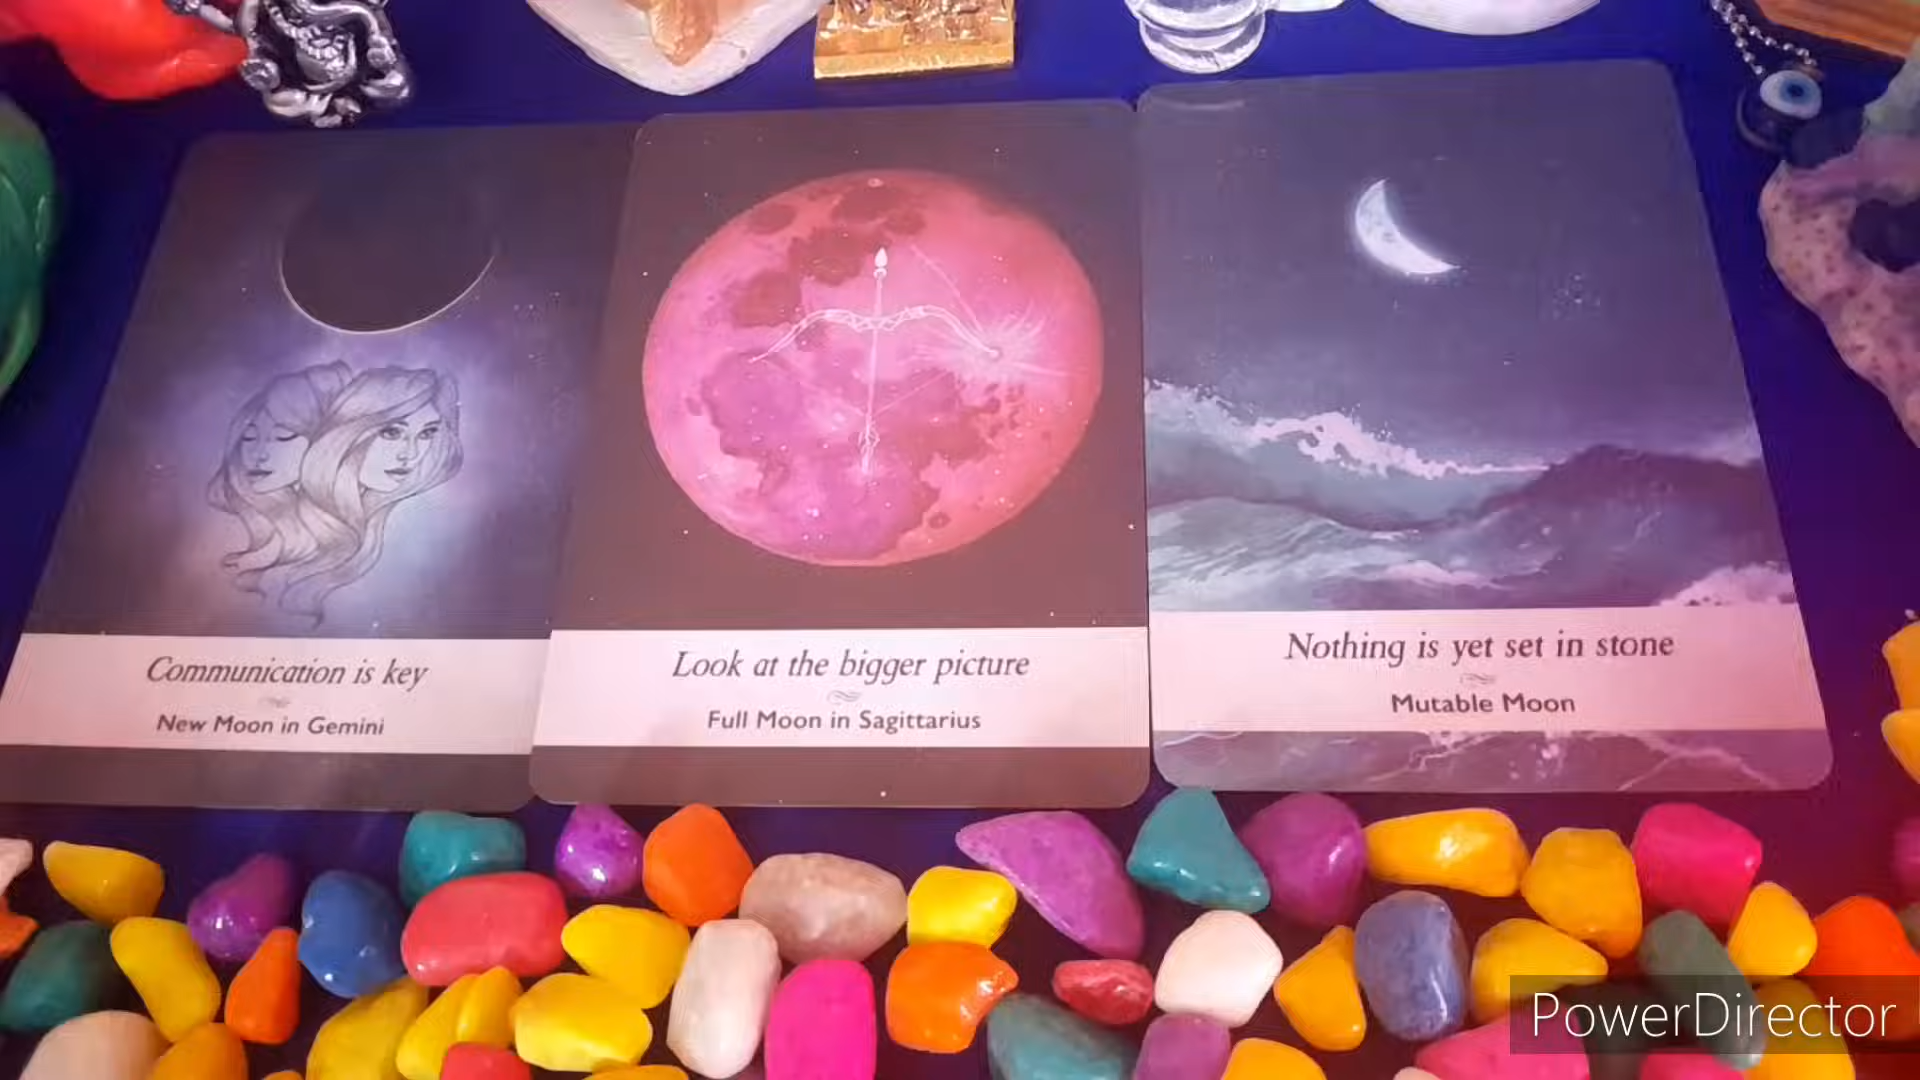 Communication is key
New Moon in Gemini
Look at the bigger picture
Full Moon in Sagittarius
Nothing is yet set in stone
Mutable Moon
PowerDirector